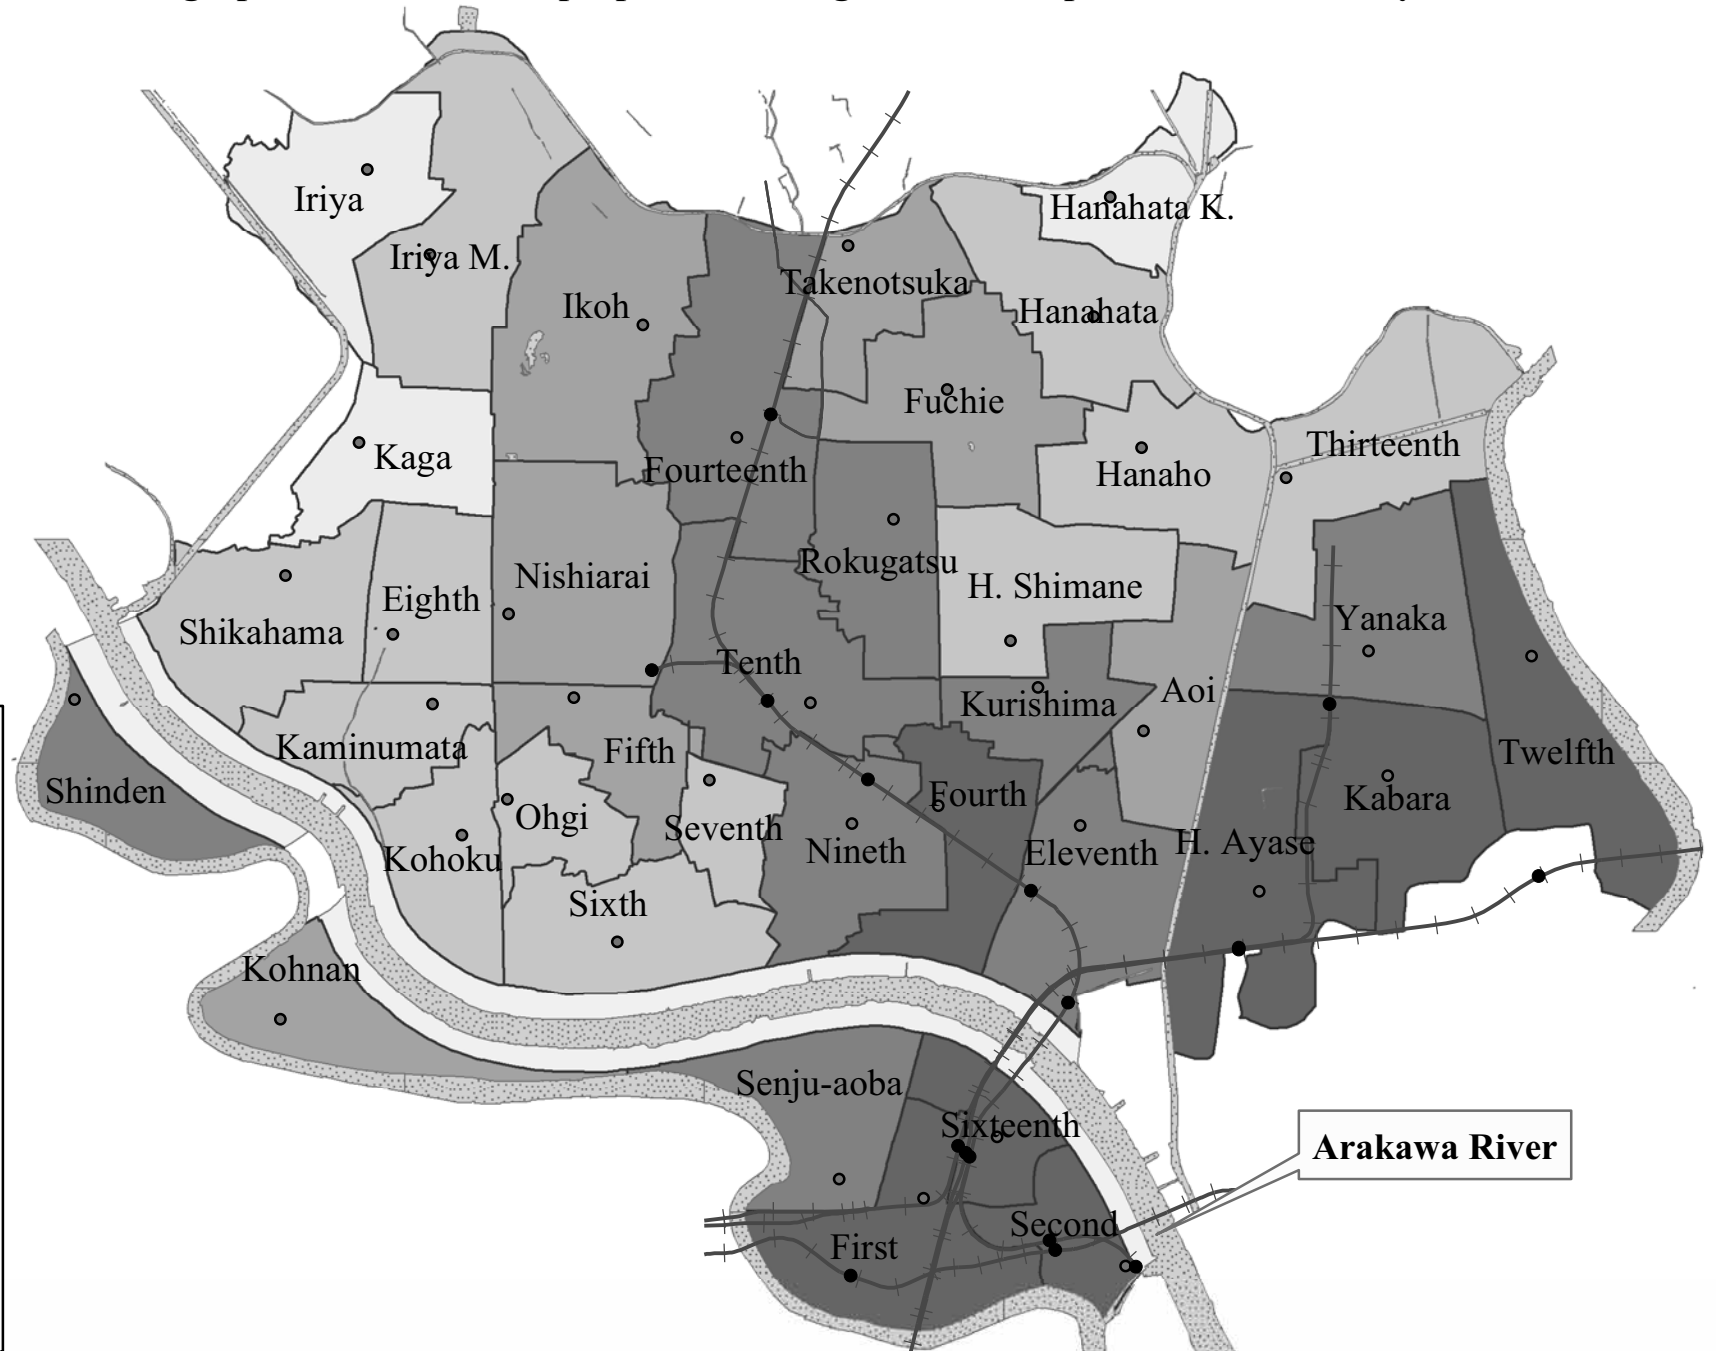 Iriya
Hanahata K.
Iriya M.
Takenotsuka
Ikoh
Hanahata
Fuchie
Thirteenth
Kaga
Fourteenth
Hanaho
Rokugatsu
Nishiarai
H. Shimane
Eighth
Shikahama
Yanaka
Tenth
Aoi
Kurishima
Kaminumata
Fifth
Twelfth
Shinden
Fourth
Kabara
Ohgi
Seventh
H. Ayase
Nineth
Eleventh
Kohoku
Sixth
Kohnan
Senju-aoba
Sixteenth
Arakawa River
Second
First